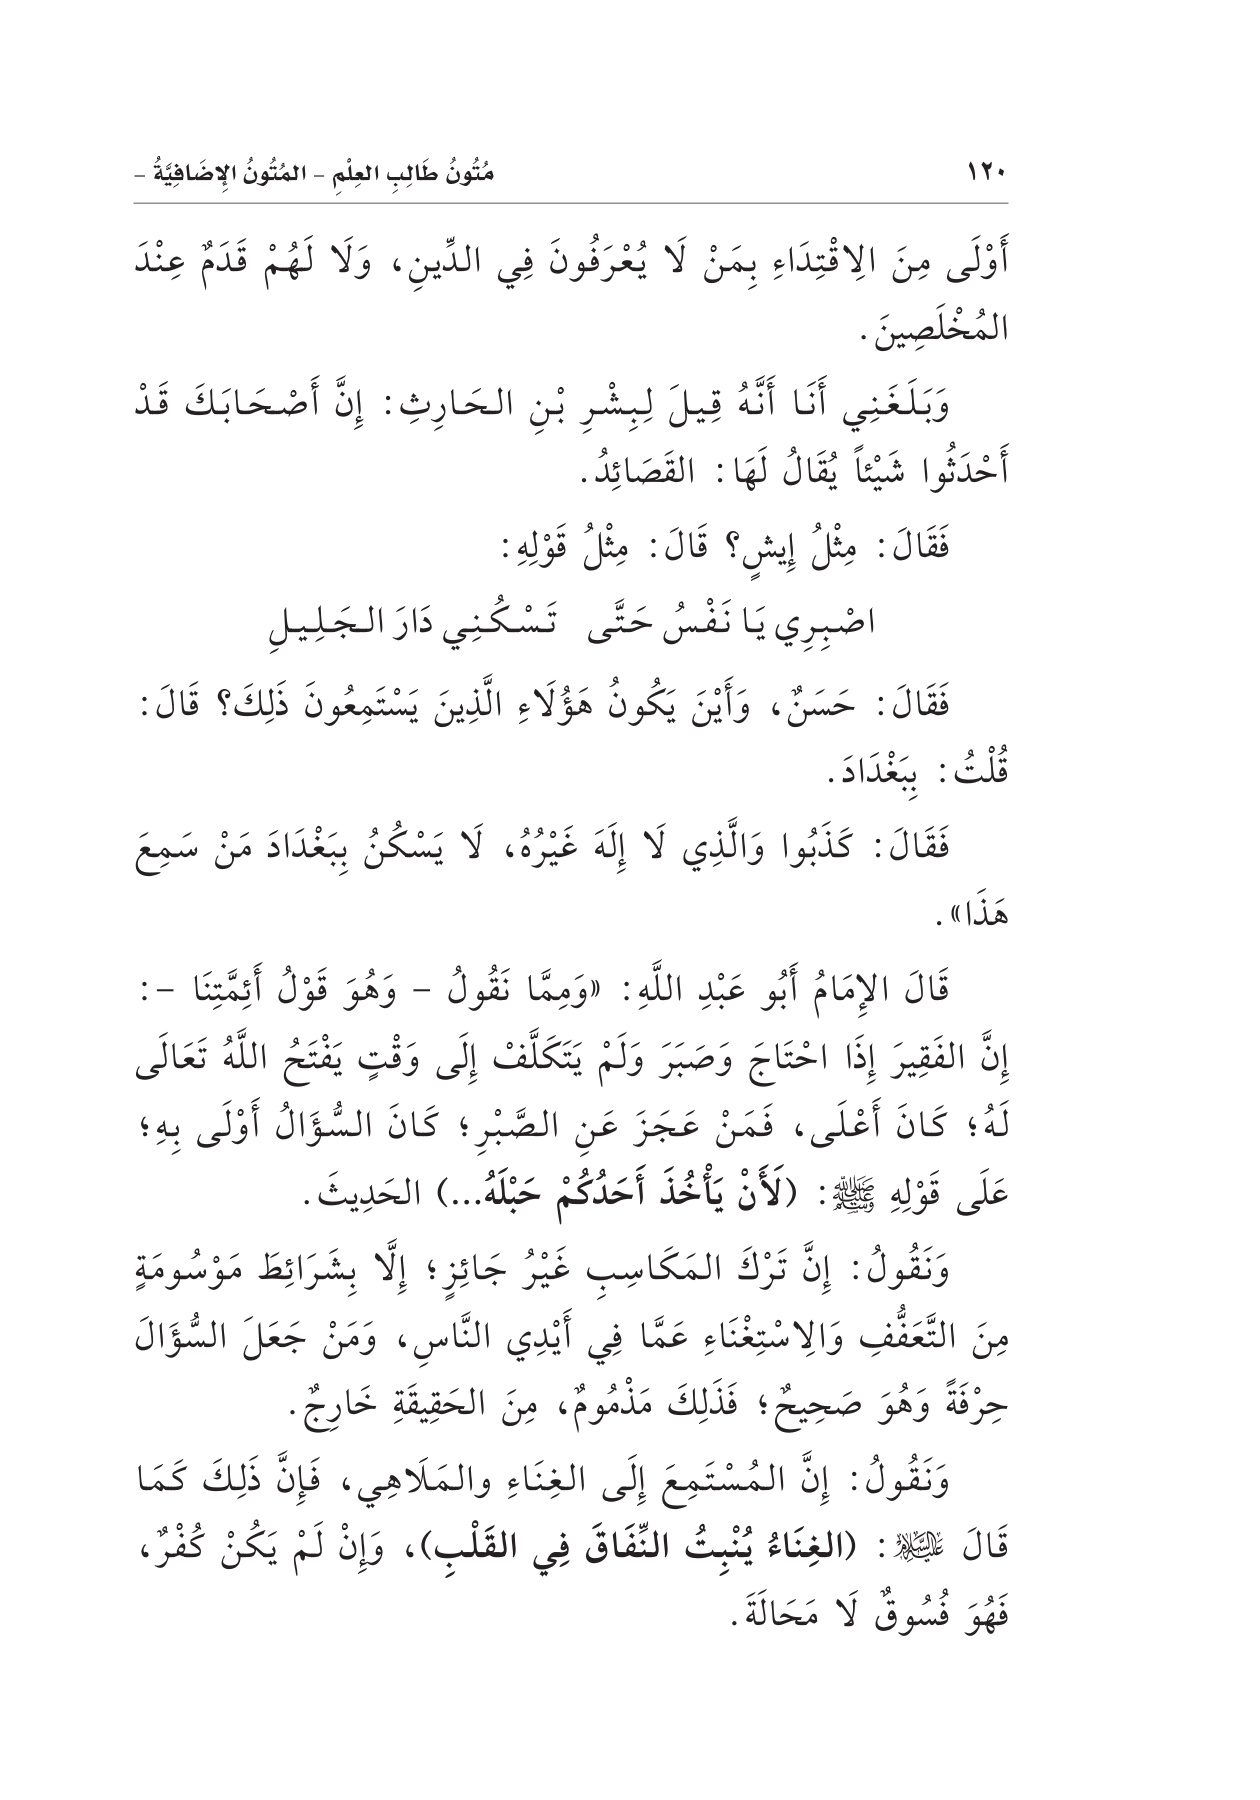 ١٢٠ مُتُونُ طَالِبِ العِلْمِ – المُتُونُ الإِضَافِيَّةُ –
أَوْلَى مِنَ الِاقْتِدَاءِ بِمَنْ لَا يُعْرَفُونَ فِي الدِّينِ، وَلَا لَهُمْ قَدَمٌ عِنْدَ
المُخْلَصِينَ.
وَبَلَغَنِي أَنَا أَنَّهُ قِيلَ لِبِشْرِ بْنِ الحَارِثِ: إِنَّ أَصْحَابَكَ قَدْ
أَحْدَثُوا شَيْئاً يُقَالُ لَهَا: القَصَائِدُ.
فَقَالَ: مِثْلُ إِيشٍ؟ قَالَ: مِثْلُ قَوْلِهِ:
اصْبِرِي يَا نَفْسُ حَتَّى تَسْكُنِي دَارَ الجَلِيلِ
فَقَالَ: حَسَنٌ، وَأَيْنَ يَكُونُ هَؤُلَاءِ الَّذِينَ يَسْتَمِعُونَ ذَلِكَ؟ قَالَ:
قُلْتُ: بِبَغْدَادَ.
فَقَالَ: كَذَبُوا وَالَّذِي لَا إِلَهَ غَيْرُهُ، لَا يَسْكُنُ بِبَغْدَادَ مَنْ سَمِعَ
هَذَا».
قَالَ الإِمَامُ أَبُو عَبْدِ اللَّهِ: «وَمِمَّا نَقُولُ – وَهُوَ قَوْلُ أَئِمَّتِنَا –:
إِنَّ الفَقِيرَ إِذَا احْتَاجَ وَصَبَرَ وَلَمْ يَتَكَلَّفْ إِلَى وَقْتٍ يَفْتَحُ اللَّهُ تَعَالَى
لَهُ؛ كَانَ أَعْلَى، فَمَنْ عَجَزَ عَنِ الصَّبْرِ؛ كَانَ السُّؤَالُ أَوْلَى بِهِ؛
عَلَى قَوْلِهِ ﷺ: (لَأَنْ يَأْخُذَ أَحَدُكُمْ حَبْلَهُ...) الحَدِيثَ.
وَنَقُولُ: إِنَّ تَرْكَ المَكَاسِبِ غَيْرُ جَائِزٍ؛ إِلَّا بِشَرَائِطَ مَوْسُومَةٍ
مِنَ التَّعَفُّفِ وَالِاسْتِغْنَاءِ عَمَّا فِي أَيْدِي النَّاسِ، وَمَنْ جَعَلَ السُّؤَالَ
حِرْفَةً وَهُوَ صَحِيحٌ؛ فَذَلِكَ مَذْمُومٌ، مِنَ الحَقِيقَةِ خَارِجٌ.
وَنَقُولُ: إِنَّ المُسْتَمِعَ إِلَى الغِنَاءِ والمَلَاهِي، فَإِنَّ ذَلِكَ كَمَا
قَالَ عَلَيْهِ السَّلَامُ: (الغِنَاءُ يُنْبِتُ النِّفَاقَ فِي القَلْبِ)، وَإِنْ لَمْ يَكُنْ كُفْرٌ،
فَهُوَ فُسُوقٌ لَا مَحَالَةَ.